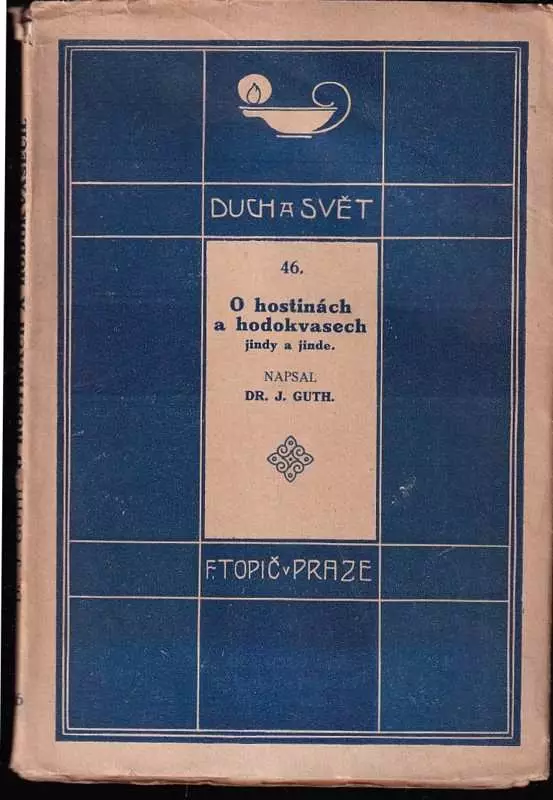 DUCH A SVĚT
46.
O hostinách
a hodokvasech
jindy a jinde.
NAPSAL
DR. J. GUTH.
F. TOPIČ V PRAZE